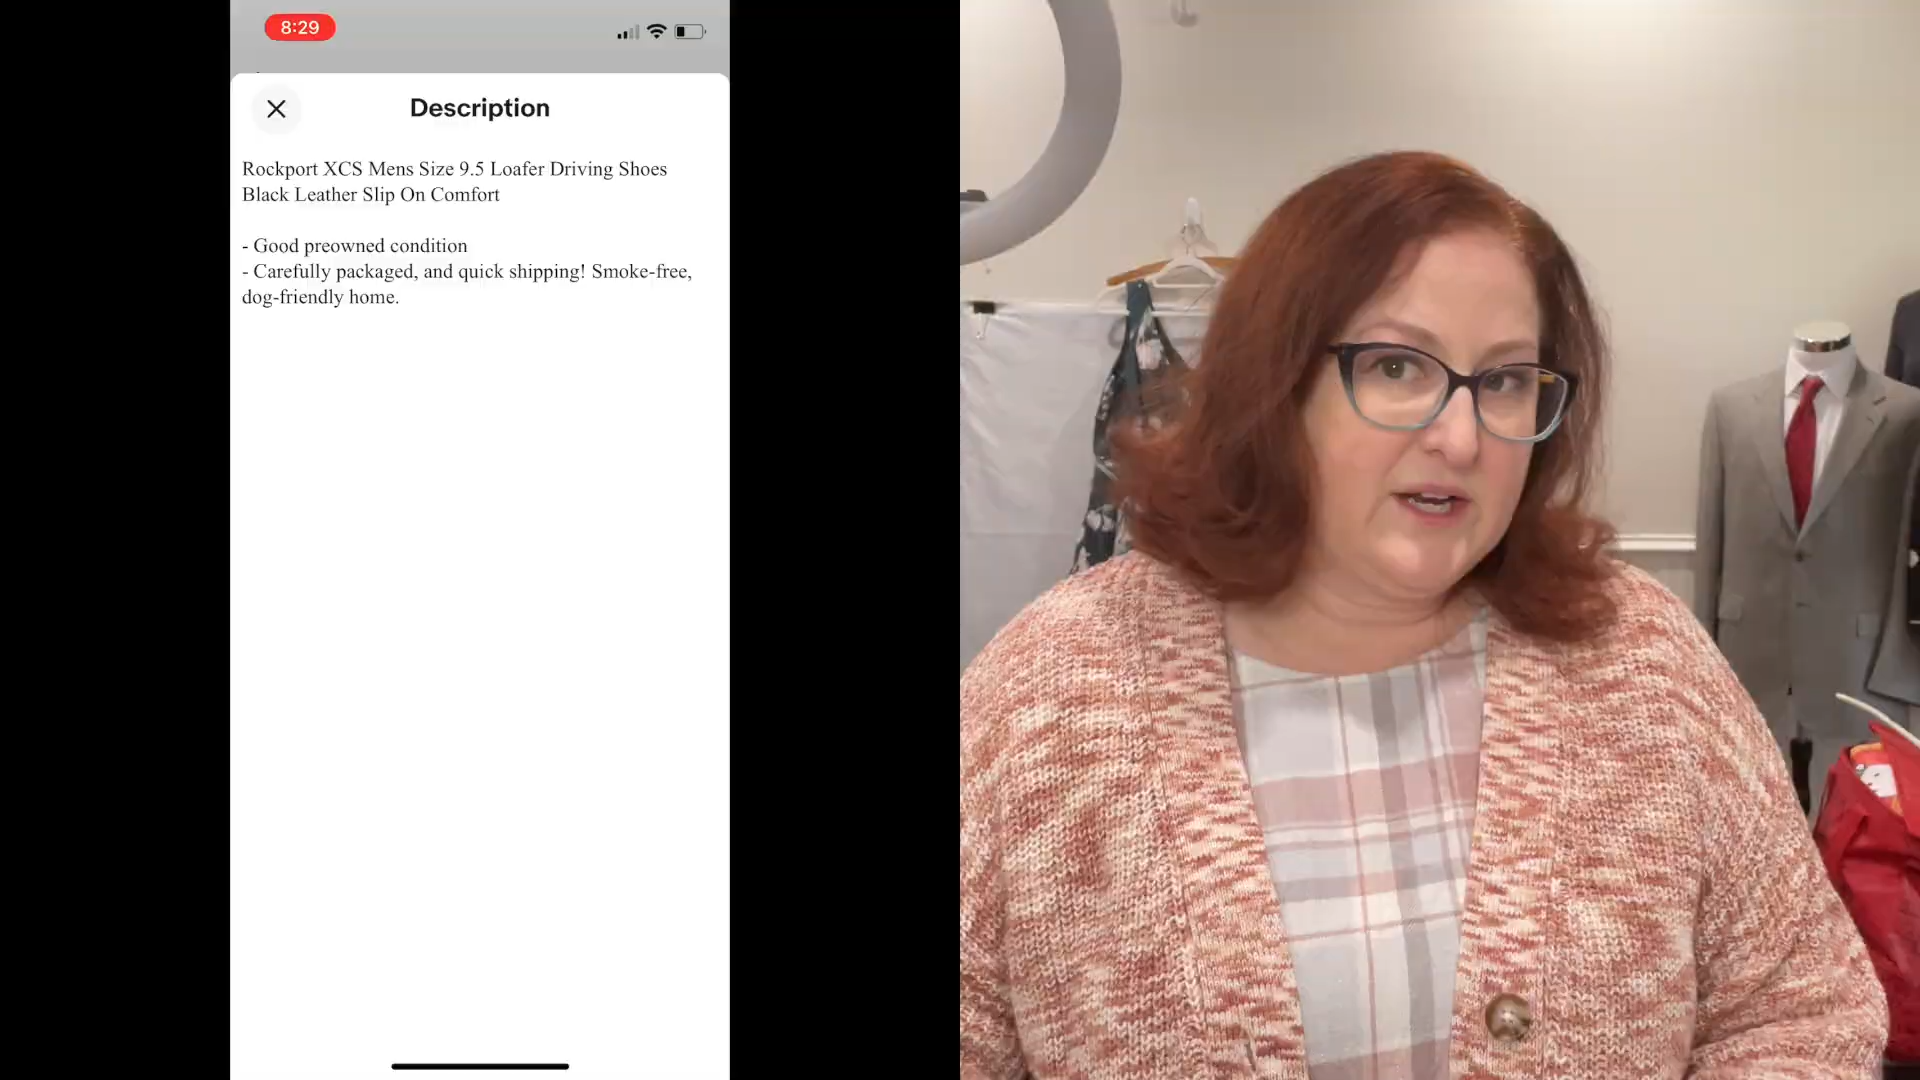 8:29
Description
Rockport XCS Mens Size 9.5 Loafer Driving Shoes
Black Leather Slip On Comfort
- Good preowned condition
- Carefully packaged, and quick shipping! Smoke-free,
dog-friendly home.